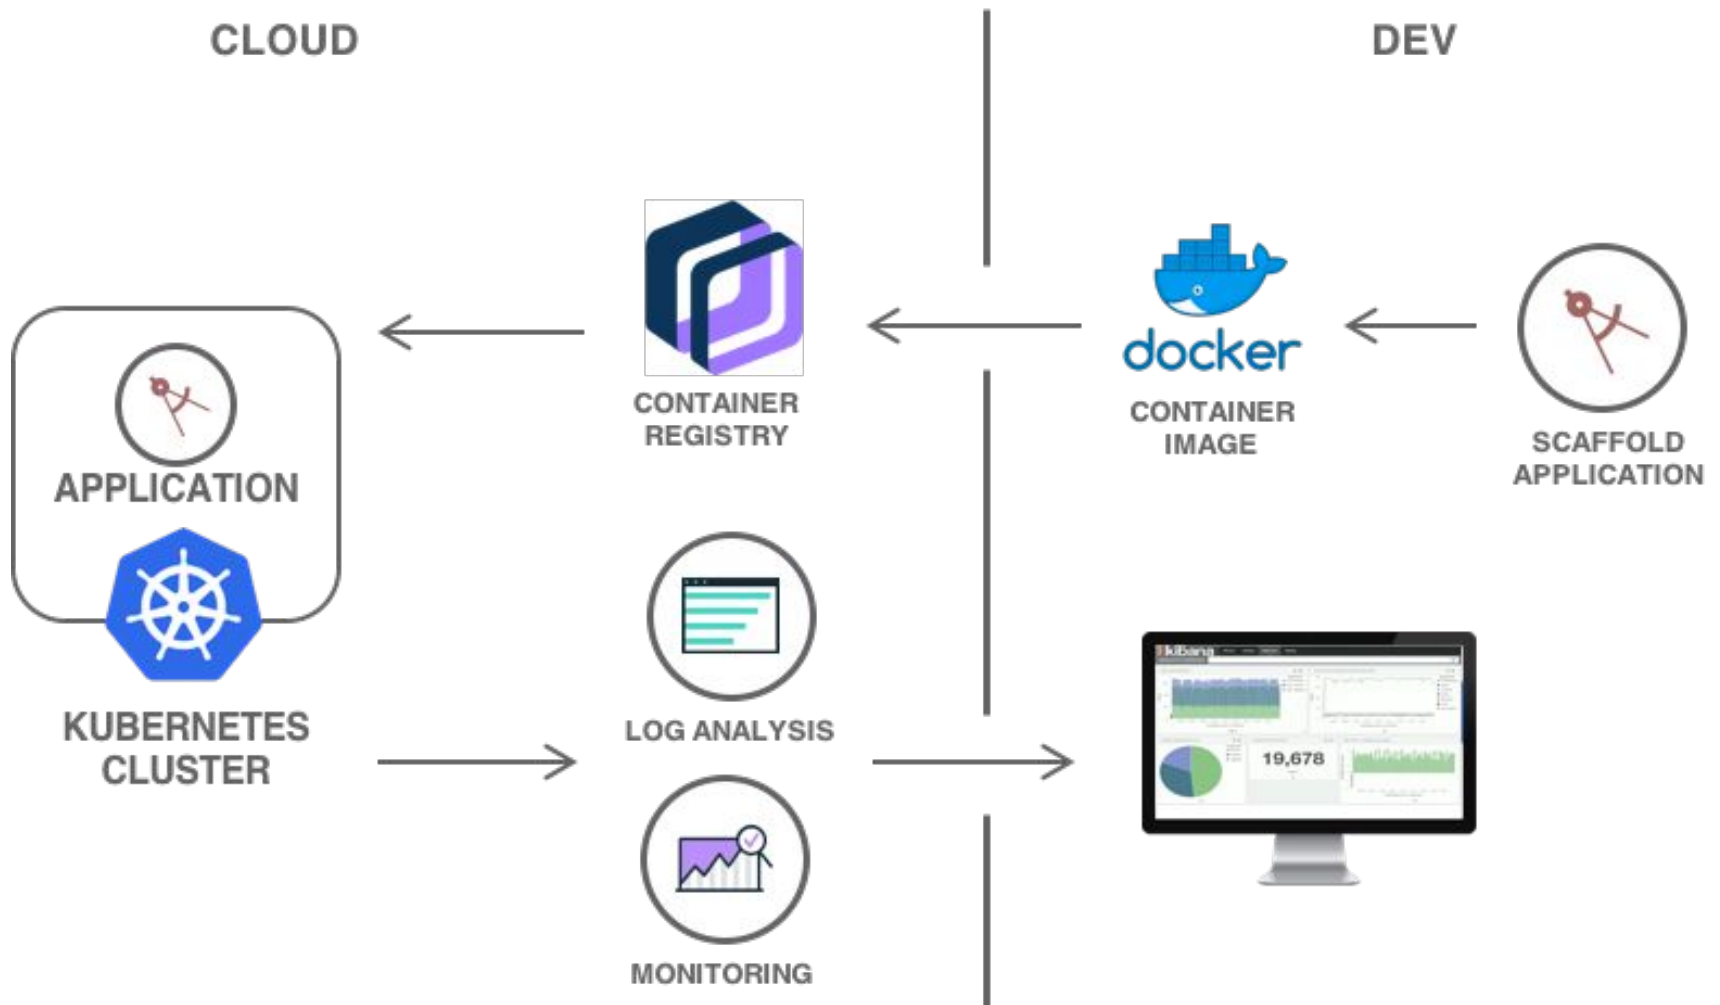 CLOUD
DEV
docker
CONTAINER
REGISTRY
CONTAINER
IMAGE
SCAFFOLD
APPLICATION
APPLICATION
KUBERNETES
CLUSTER
LOG ANALYSIS
MONITORING
kibana
19,678